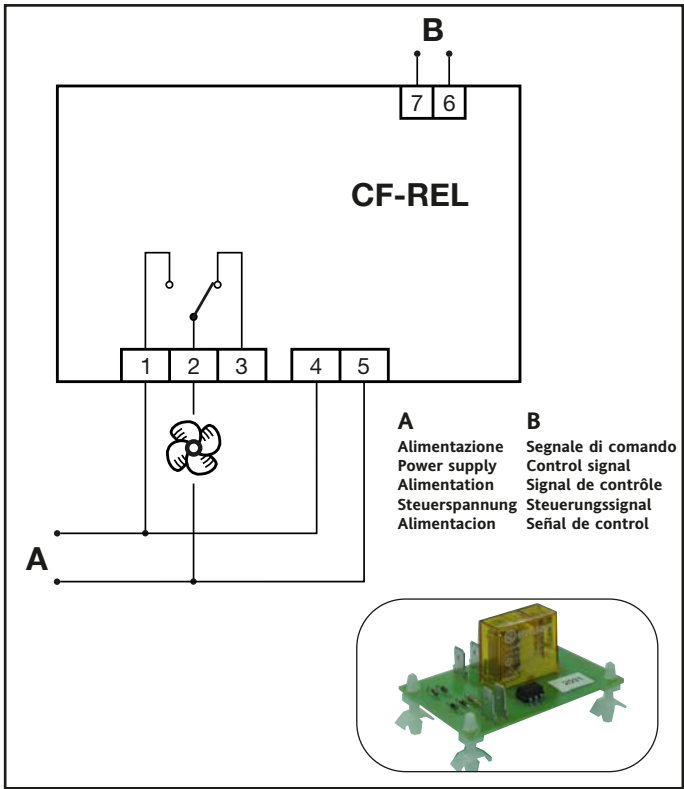 B
7 6
CF-REL
1 2 3 4 5
A B
Alimentazione Segnale di comando
Power supply Control signal
Alimentation Signal de contrôle
Steuerspannung Steuerungssignal
Alimentacion Señal de control
A